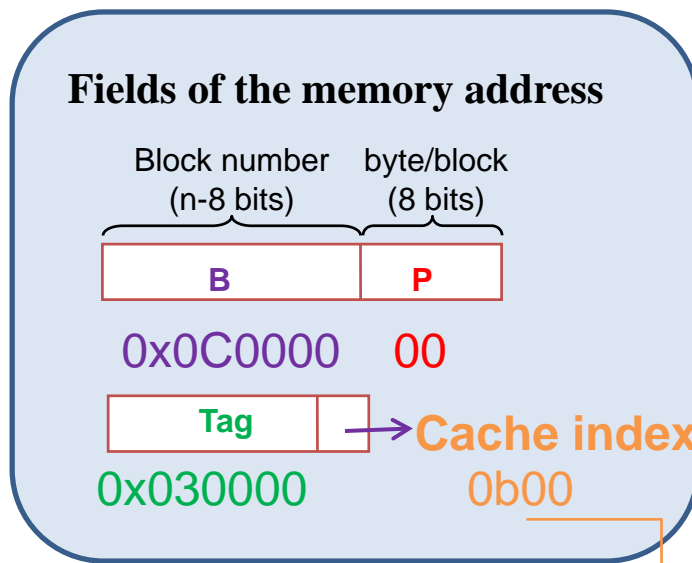 Fields of the memory address
Block number byte/block
(n-8 bits) (8 bits)
B P
0x0C0000 00
Tag Cache index
0x030000 0b00